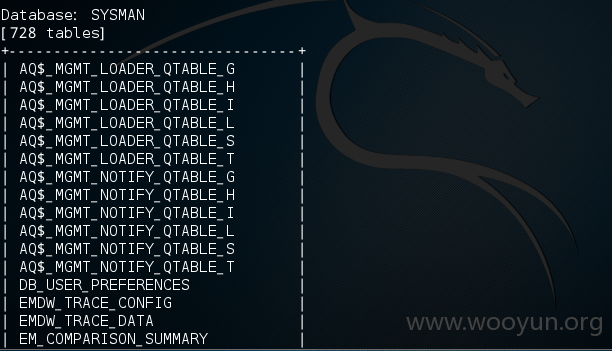 Database: SYSMAN
[728 tables]
+--------------------------------+
| AQ$_MGMT_LOADER_QTABLE_G |
| AQ$_MGMT_LOADER_QTABLE_H |
| AQ$_MGMT_LOADER_QTABLE_I |
| AQ$_MGMT_LOADER_QTABLE_L |
| AQ$_MGMT_LOADER_QTABLE_S |
| AQ$_MGMT_LOADER_QTABLE_T |
| AQ$_MGMT_NOTIFY_QTABLE_G |
| AQ$_MGMT_NOTIFY_QTABLE_H |
| AQ$_MGMT_NOTIFY_QTABLE_I |
| AQ$_MGMT_NOTIFY_QTABLE_L |
| AQ$_MGMT_NOTIFY_QTABLE_S |
| AQ$_MGMT_NOTIFY_QTABLE_T |
| DB_USER_PREFERENCES |
| EMDW_TRACE_CONFIG |
| EMDW_TRACE_DATA |
| EM_COMPARISON_SUMMARY |
www.wooyun.org